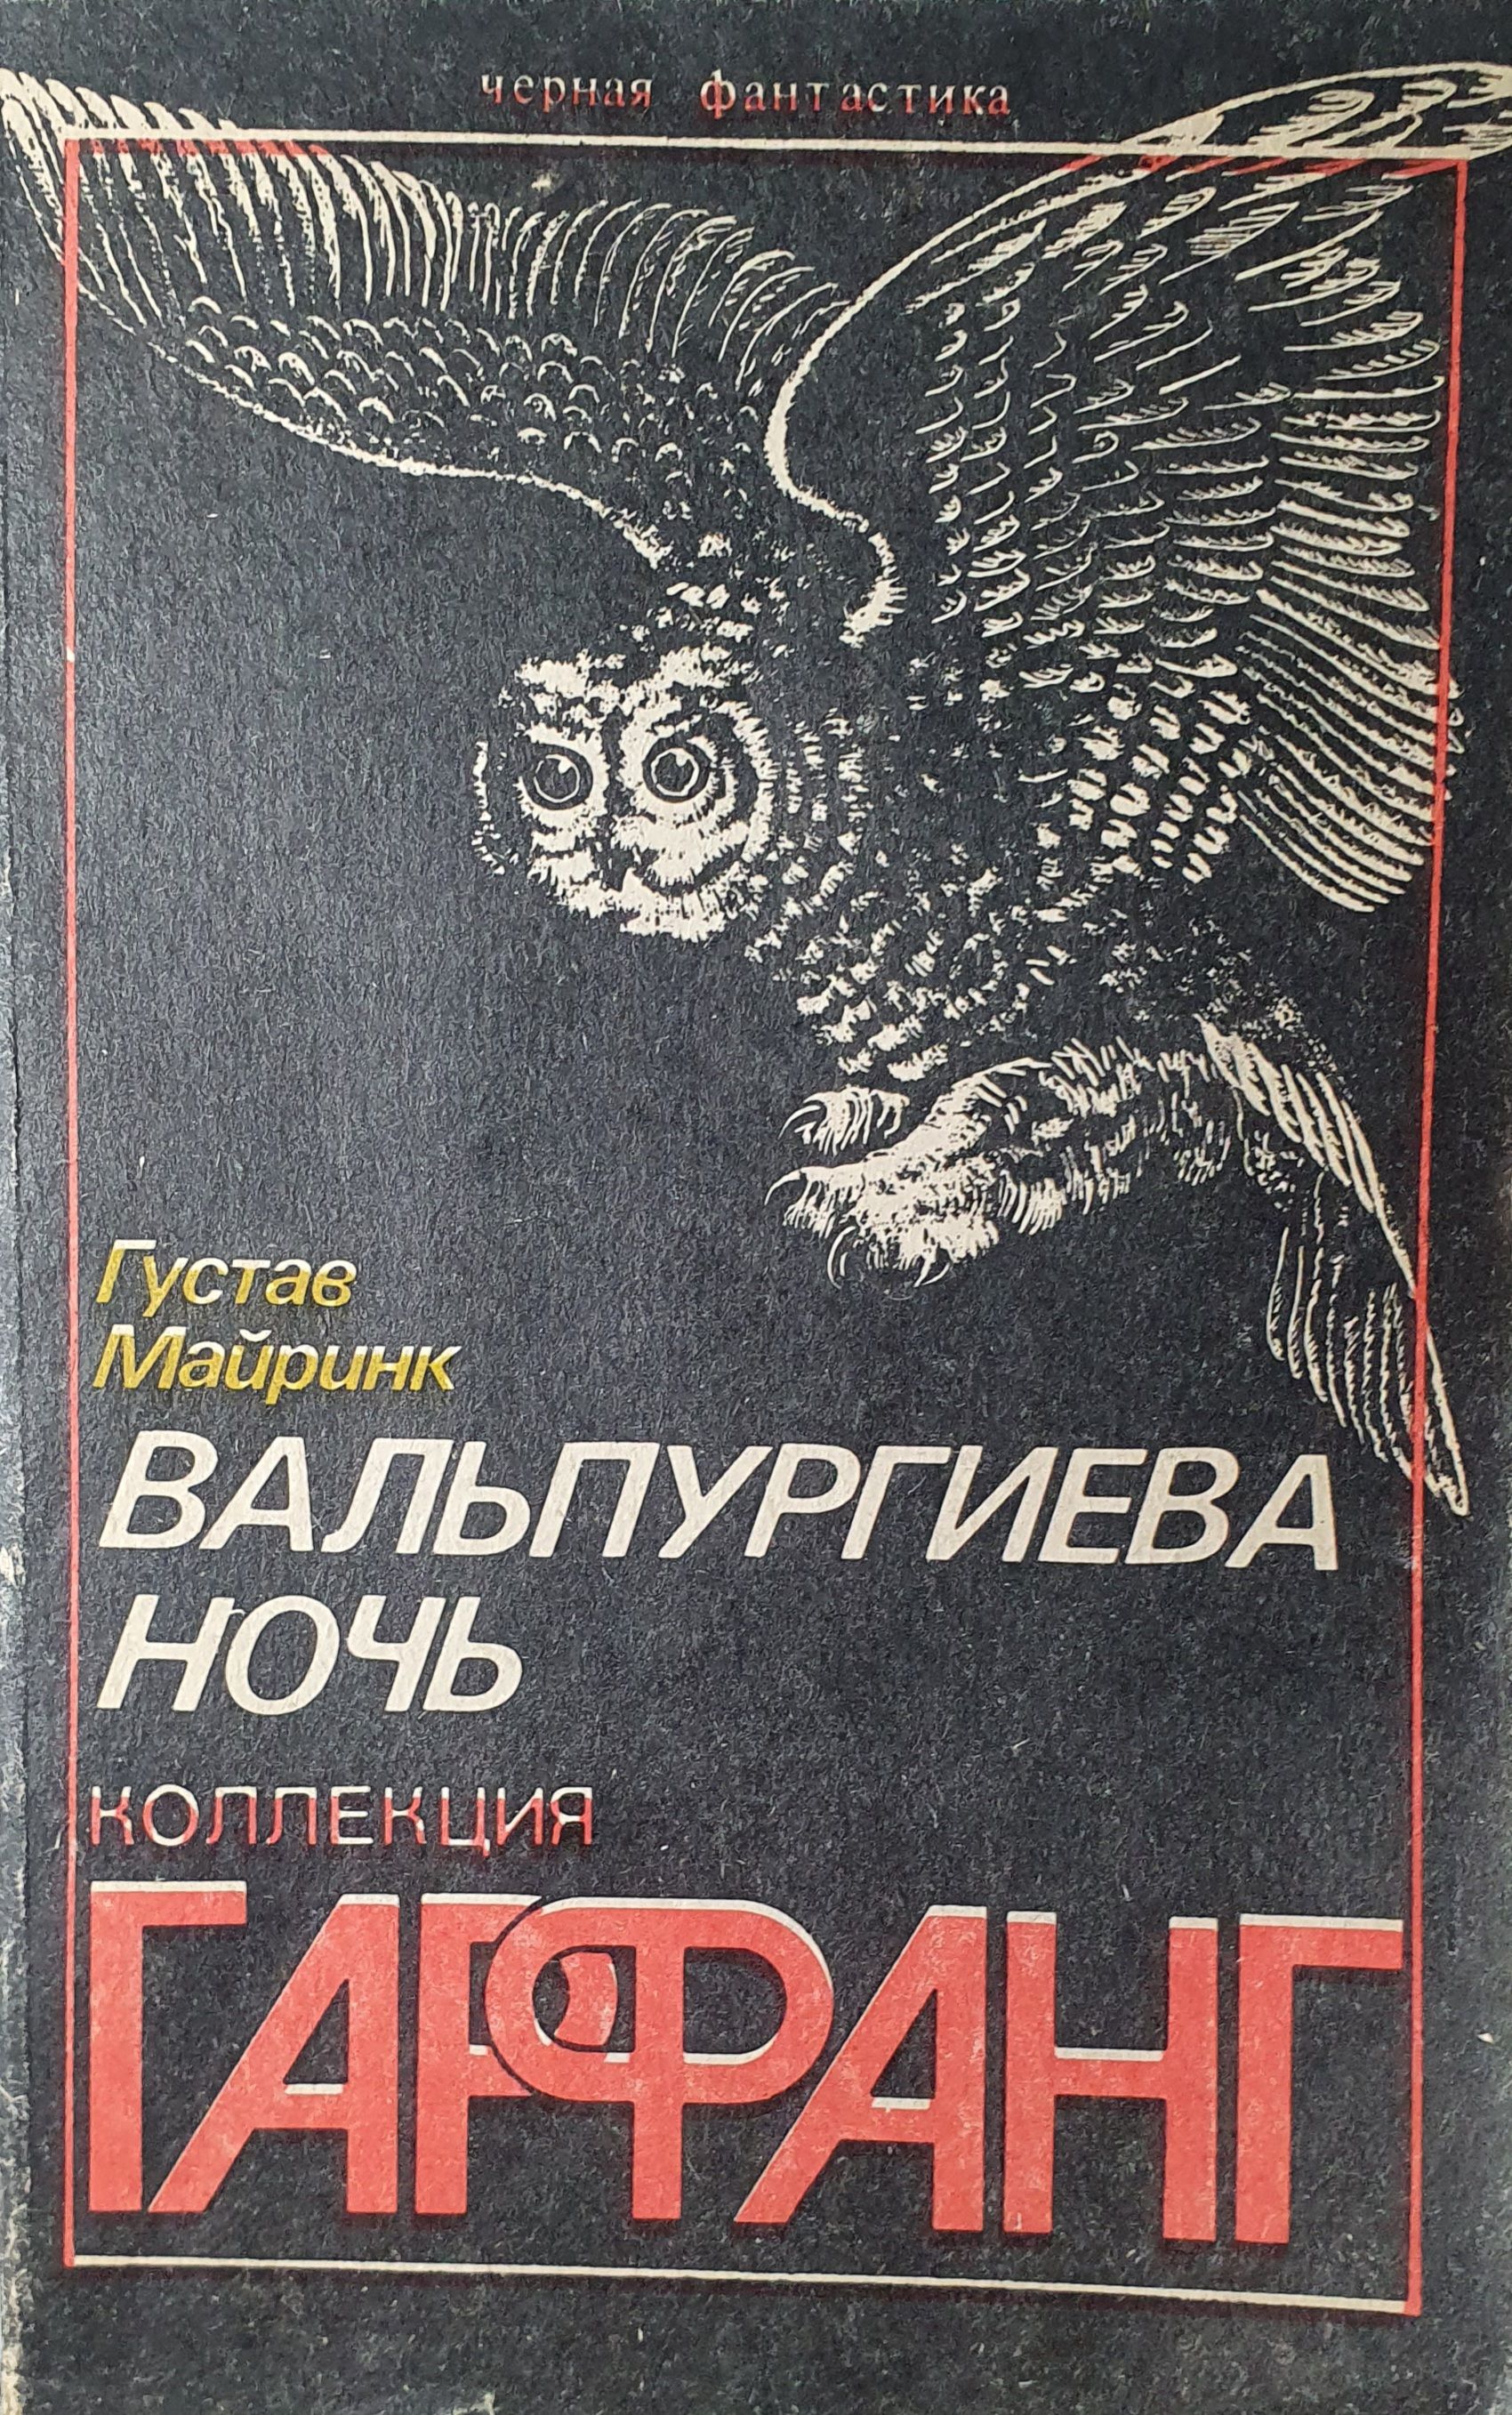 черная фантастика
Густав
Майринк
ВАЛЬПУРГИЕВА
НОЧЬ
КОЛЛЕКЦИЯ
ГАРФАНГ